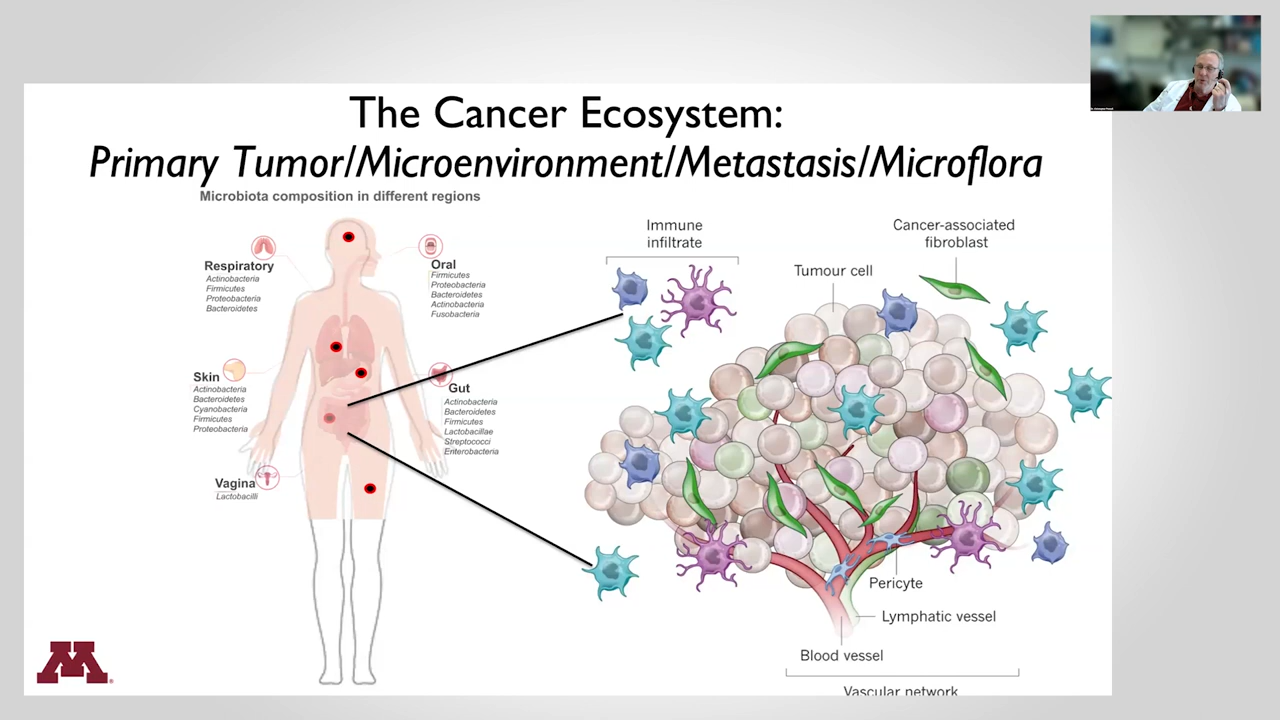 The Cancer Ecosystem:
Primary Tumor/Microenvironment/Metastasis/Microflora
Microbiota composition in different regions
Respiratory
Actinobacteria
Firmicutes
Proteobacteria
Bacteroidetes
Oral
Firmicutes
Proteobacteria
Bacteroidetes
Actinobacteria
Fusobacteria
Skin
Actinobacteria
Bacteroidetes
Cyanobacteria
Firmicutes
Proteobacteria
Gut
Actinobacteria
Bacteroidetes
Firmicutes
Lactobacillae
Streptococci
Enterobacteria
Vagina
Lactobacilli
Immune
infiltrate
Tumour cell
Cancer-associated
fibroblast
Pericyte
Lymphatic vessel
Blood vessel
Vascular network
M